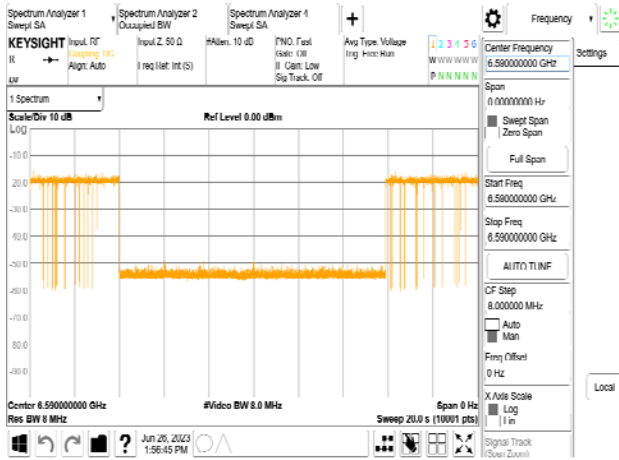 Spectrum Analyzer 1
Swept SA
Spectrum Analyzer 2
Occupied BW
Spectrum Analyzer 4
Swept SA
+
Frequency
KEYSIGHT
Input: RF
Coupling: DC
Align: Auto
Input Z: 50 Ω
Freq Ref: Int (S)
#Atten: 10 dB
PNO: Fast
Gate: Off
IF Gain: Low
Sig Track: Off
Avg Type: Voltage
Trig: Free Run
1 2 3 4 5 6
W W W W W W
P N N N N N
R
Center Frequency
6.590000000 GHz
Settings
Span
0.00000000 Hz
Swept Span
Zero Span
Full Span
Start Freq
6.590000000 GHz
Stop Freq
6.590000000 GHz
AUTO TUNE
CF Step
8.000000 MHz
Auto
Man
Freq Offset
0 Hz
X Axis Scale
Log
Lin
Signal Track
(Span Zoom)
Local
1 Spectrum
Scale/Div 10 dB
Ref Level 0.00 dBm
Log
-10.0
-20.0
-30.0
-40.0
-50.0
-60.0
-70.0
-80.0
-90.0
Center 6.590000000 GHz
#Video BW 8.0 MHz
Span 0 Hz
Res BW 8 MHz
Sweep 20.0 s (10001 pts)
?
Jun 26, 2023
1:56:45 PM